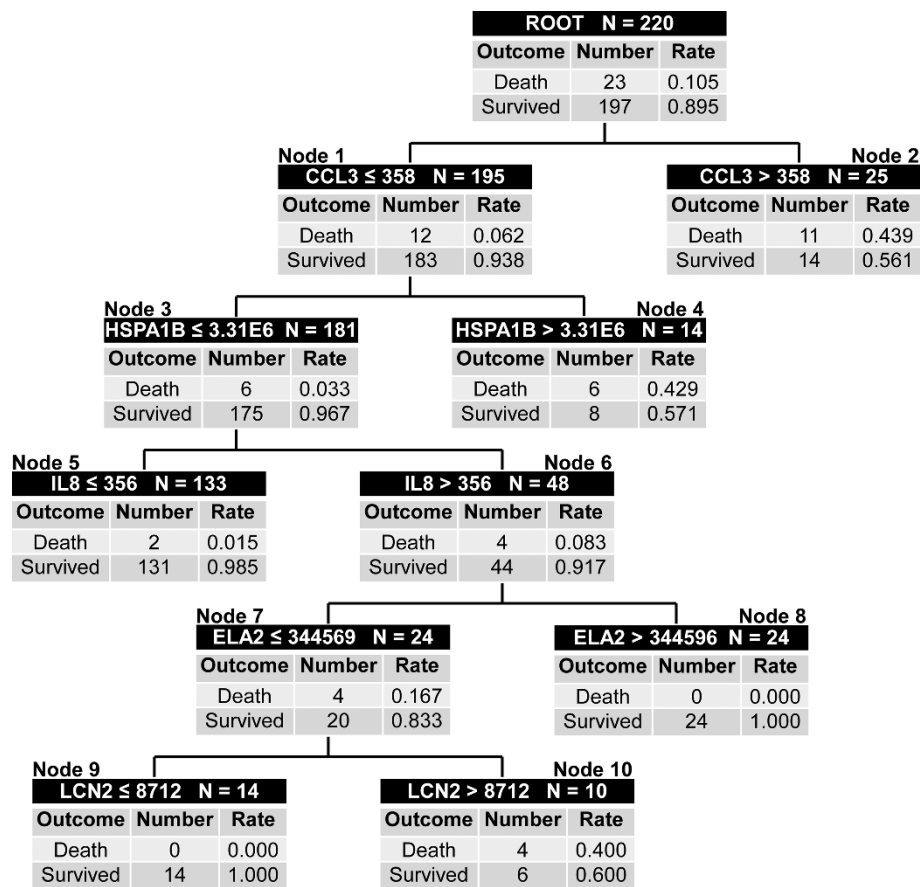 ROOT N = 220
Outcome Number Rate
Death 23 0.105
Survived 197 0.895
Node 1
CCL3 ≤ 358 N = 195
Outcome Number Rate
Death 12 0.062
Survived 183 0.938
Node 2
CCL3 > 358 N = 25
Outcome Number Rate
Death 11 0.439
Survived 14 0.561
Node 3
HSPA1B ≤ 3.31E6 N = 181
Outcome Number Rate
Death 6 0.033
Survived 175 0.967
Node 4
HSPA1B > 3.31E6 N = 14
Outcome Number Rate
Death 6 0.429
Survived 8 0.571
Node 5
IL8 ≤ 356 N = 133
Outcome Number Rate
Death 2 0.015
Survived 131 0.985
Node 6
IL8 > 356 N = 48
Outcome Number Rate
Death 4 0.083
Survived 44 0.917
Node 7
ELA2 ≤ 344569 N = 24
Outcome Number Rate
Death 4 0.167
Survived 20 0.833
Node 8
ELA2 > 344596 N = 24
Outcome Number Rate
Death 0 0.000
Survived 24 1.000
Node 9
LCN2 ≤ 8712 N = 14
Outcome Number Rate
Death 0 0.000
Survived 14 1.000
Node 10
LCN2 > 8712 N = 10
Outcome Number Rate
Death 4 0.400
Survived 6 0.600